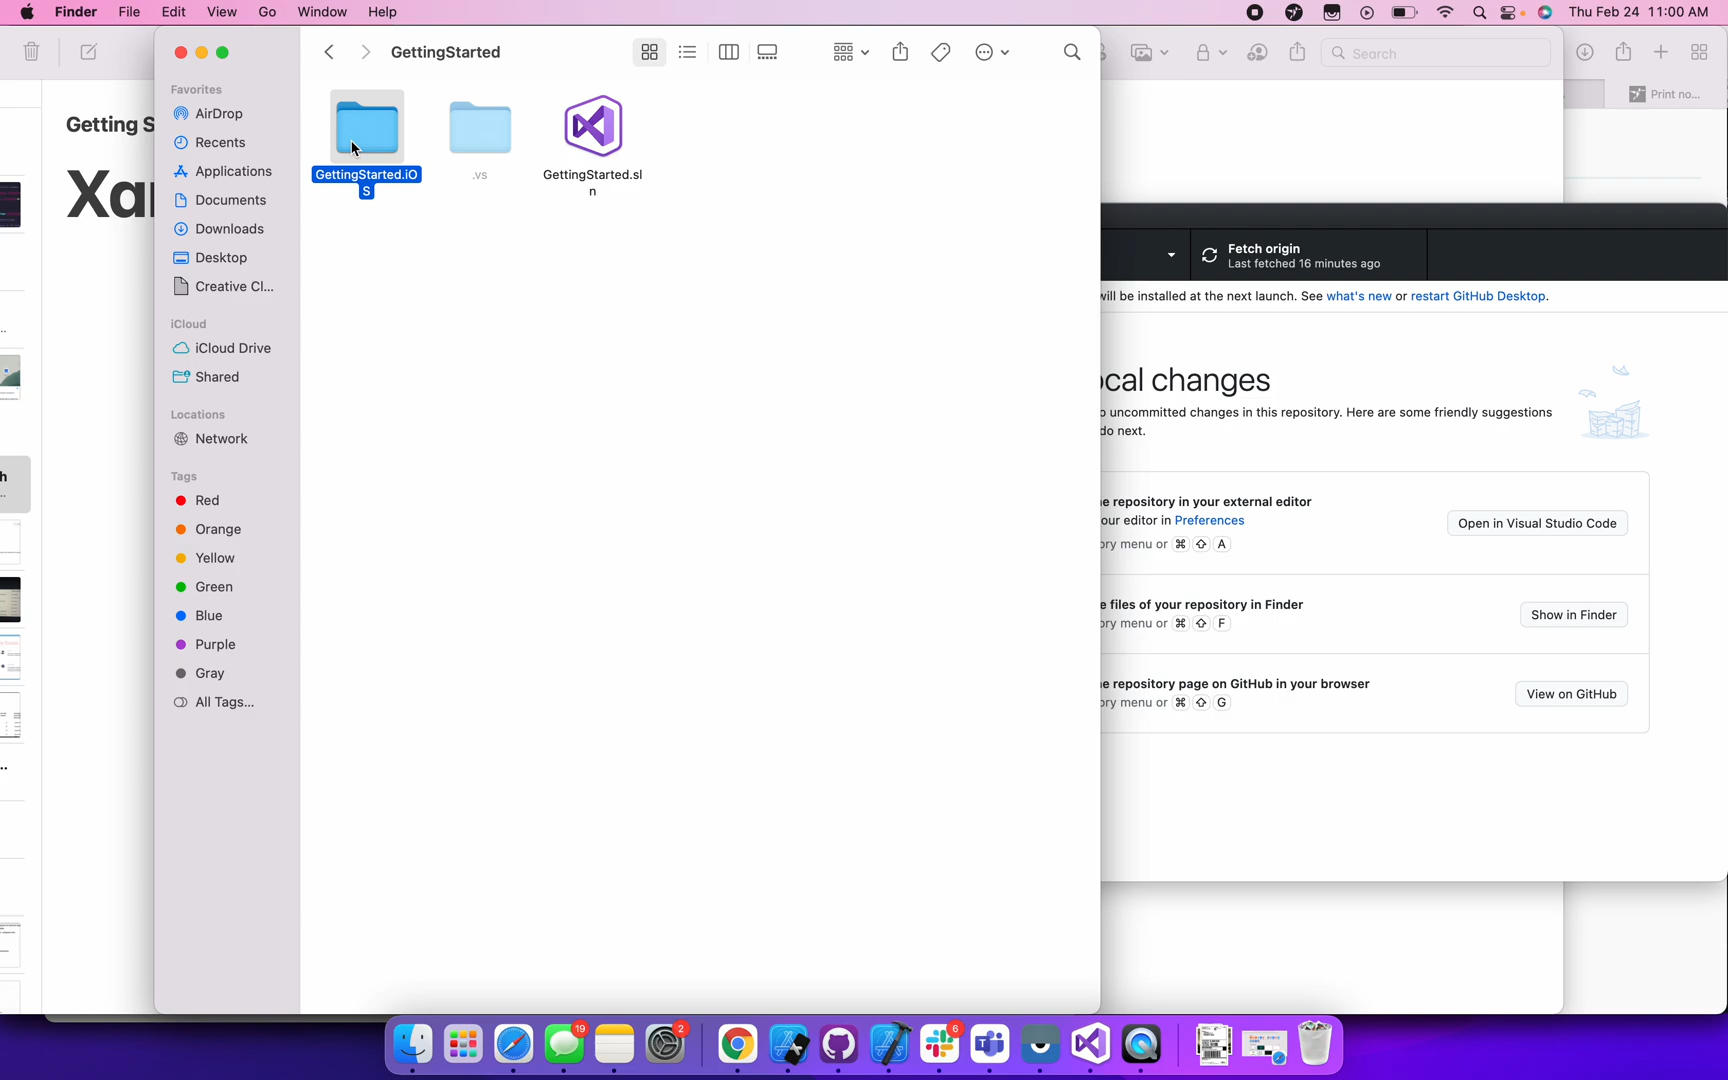 Finder File Edit View Go Window Help
Thu Feb 24 11:00 AM
GettingStarted
Search
Print no...
Favorites
AirDrop
Recents
Applications
Documents
Downloads
Desktop
Creative Cl...
iCloud
iCloud Drive
Shared
Locations
Network
Tags
Red
Orange
Yellow
Green
Blue
Purple
Gray
All Tags...
GettingStarted.iO
S
.vs
GettingStarted.sl
n
Getting S
Xa
Fetch origin
Last fetched 16 minutes ago
will be installed at the next launch. See what's new or restart GitHub Desktop.
ocal changes
o uncommitted changes in this repository. Here are some friendly suggestions
do next.
e repository in your external editor
our editor in Preferences
ory menu or ⌘ ⇧ A
Open in Visual Studio Code
e files of your repository in Finder
ory menu or ⌘ ⇧ F
Show in Finder
e repository page on GitHub in your browser
ory menu or ⌘ ⇧ G
View on GitHub
h
19
2
6